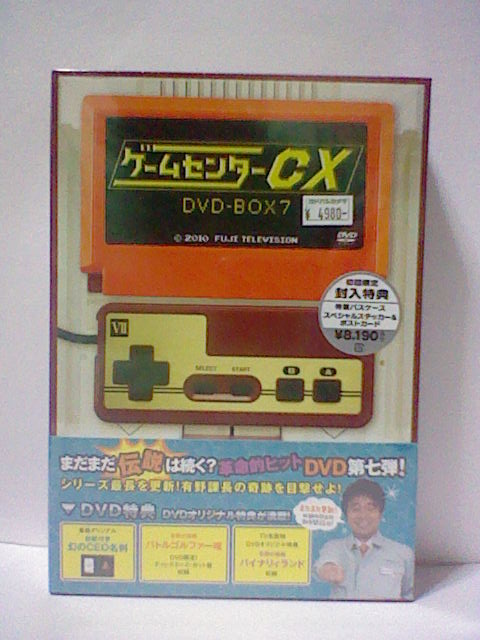 ゲームセンターCX
DVD-BOX7
¥ 4980-
© 2010 FUJI TELEVISION
DVD
初回限定
封入特典
特製パスケース
スペシャルステッカー&
ポストカード
¥8,190
VII
SELECT START
B A
まだまだ伝説は続く?革命的ヒットDVD第七弾!
シリーズ最長を更新!有野課長の奇跡を目撃せよ!
▼DVD特典 DVDオリジナル特典が満載!
幻のCEO名刺
バトルゴルファー唯
収録
バイナリィランド
収録